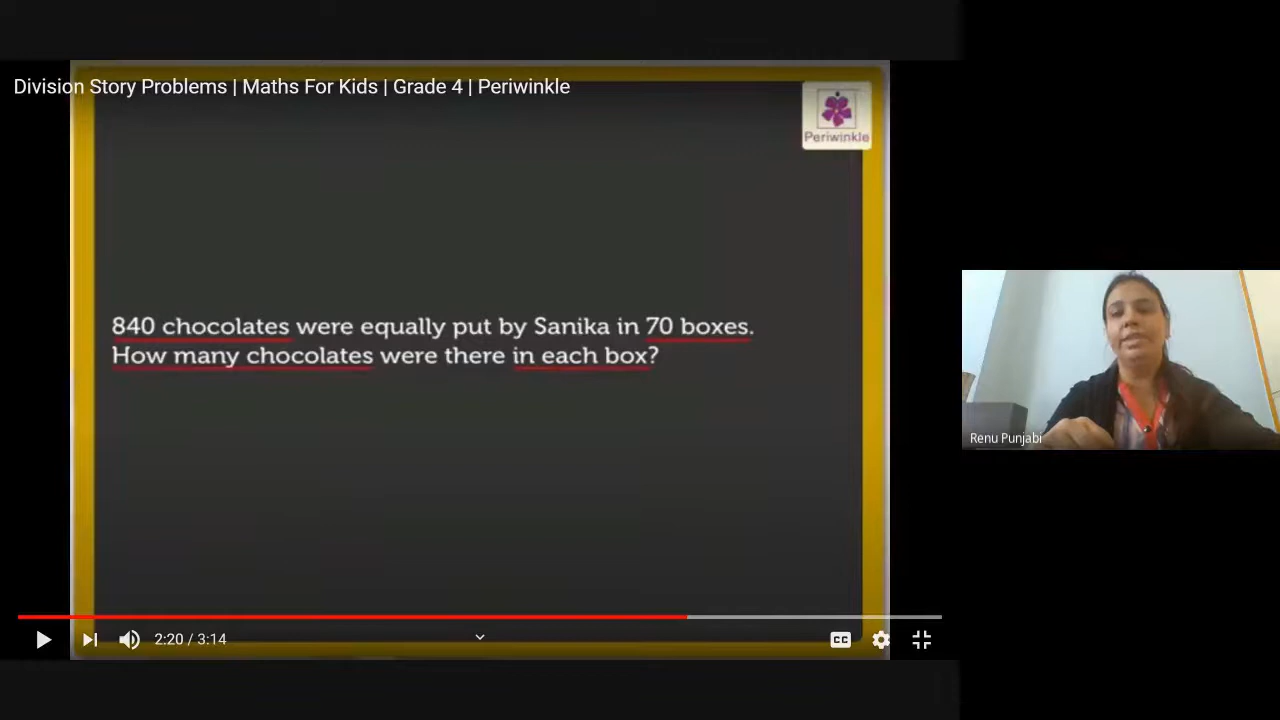 Division Story Problems | Maths For Kids | Grade 4 | Periwinkle
Periwinkle
840 chocolates were equally put by Sanika in 70 boxes.
How many chocolates were there in each box?
Renu Punjabi
2:20 / 3:14
CC